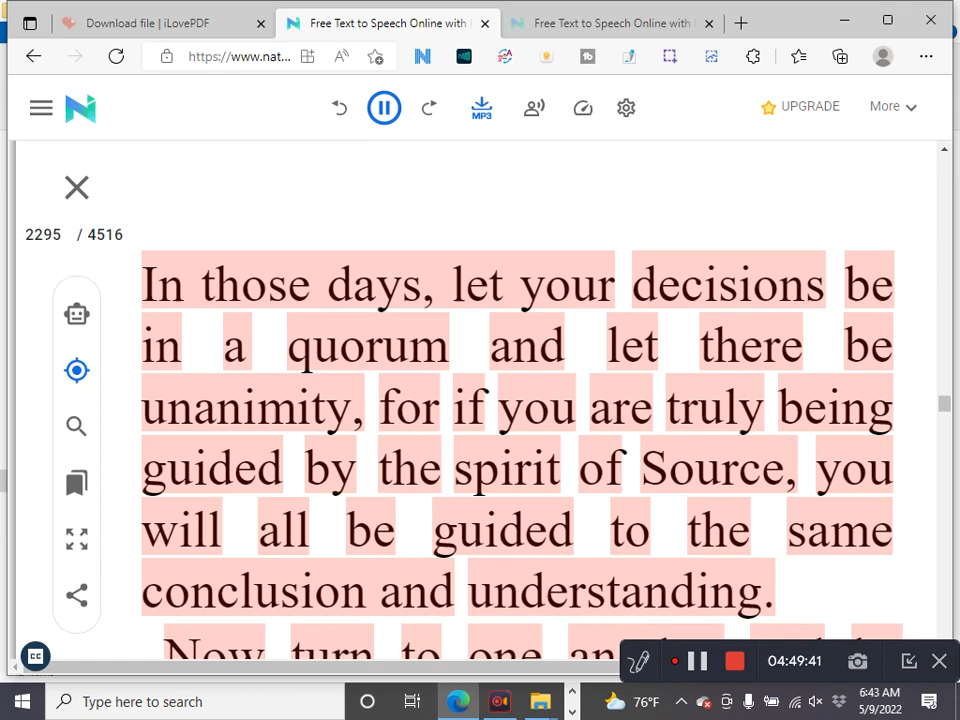 Download file | iLovePDF
Free Text to Speech Online with
Free Text to Speech Online with
https://www.nat...
MP3
UPGRADE
More
2295 / 4516
In those days, let your decisions be
in a quorum and let there be
unanimity, for if you are truly being
guided by the spirit of Source, you
will all be guided to the same
conclusion and understanding.
Now turn to one
04:49:41
Type here to search
76°F
6:43 AM
5/9/2022